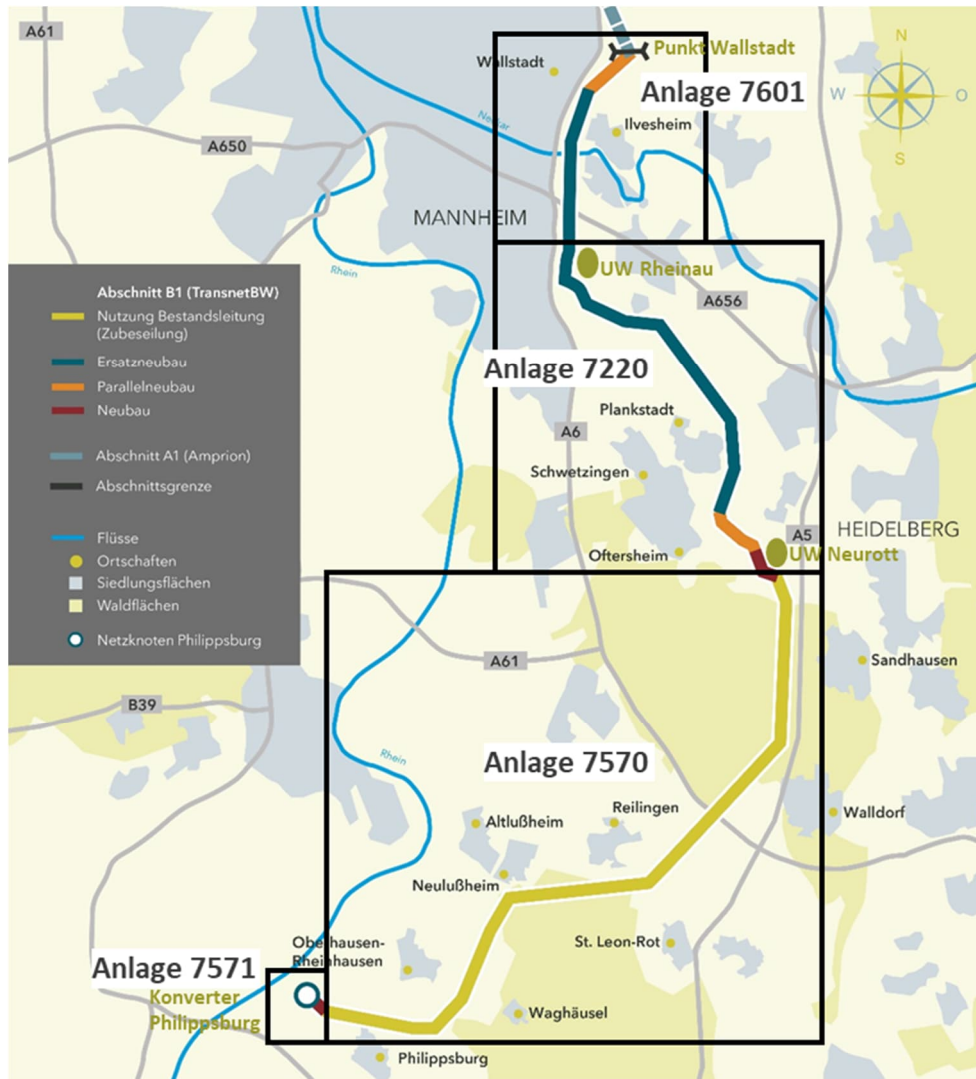 A61
Punkt Wallstadt
Wallstadt
Anlage 7601
N
W
O
S
Neckar
Ilvesheim
A650
MANNHEIM
Rhein
UW Rheinau
A656
Abschnitt B1 (TransnetBW)
Nutzung Bestandsleitung
(Zubeseilung)
Ersatzneubau
Parallelneubau
Neubau
Abschnitt A1 (Amprion)
Abschnittsgrenze
Flüsse
Ortschaften
Siedlungsflächen
Waldflächen
Netzknoten Philippsburg
Anlage 7220
Plankstadt
A6
Schwetzingen
A5
HEIDELBERG
Oftersheim
UW Neurott
A61
Sandhausen
B39
Rhein
Anlage 7570
Reilingen
Altlußheim
Walldorf
Neulußheim
Oberhausen-
Rheinhausen
St. Leon-Rot
Anlage 7571
Konverter
Philippsburg
Waghäusel
Philippsburg